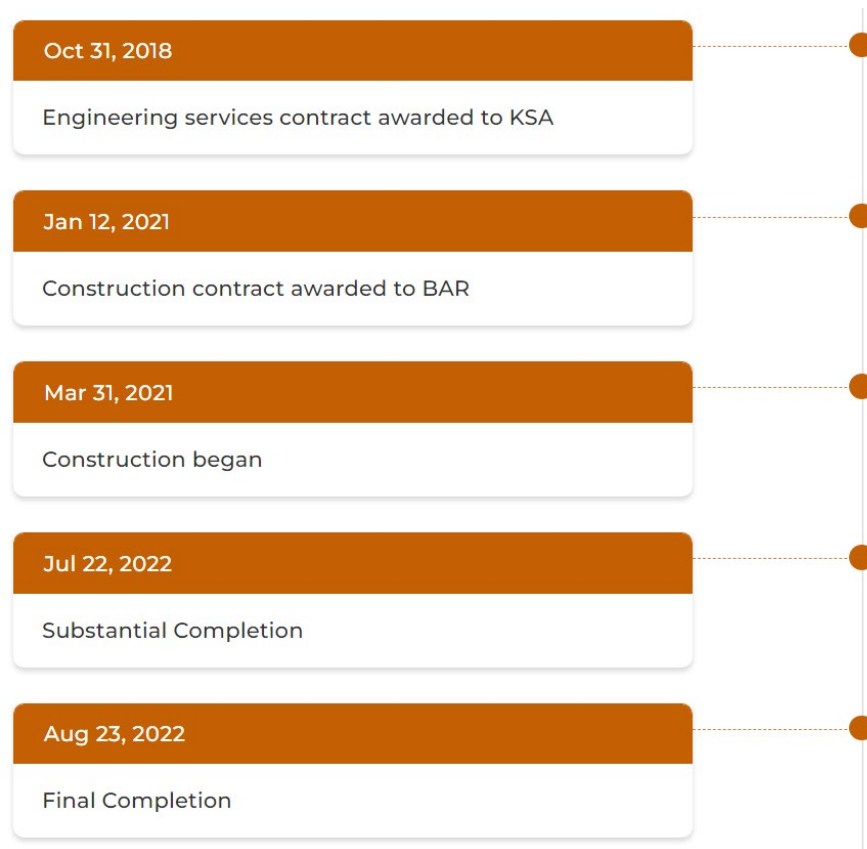 Oct 31, 2018
Engineering services contract awarded to KSA
Jan 12, 2021
Construction contract awarded to BAR
Mar 31, 2021
Construction began
Jul 22, 2022
Substantial Completion
Aug 23, 2022
Final Completion